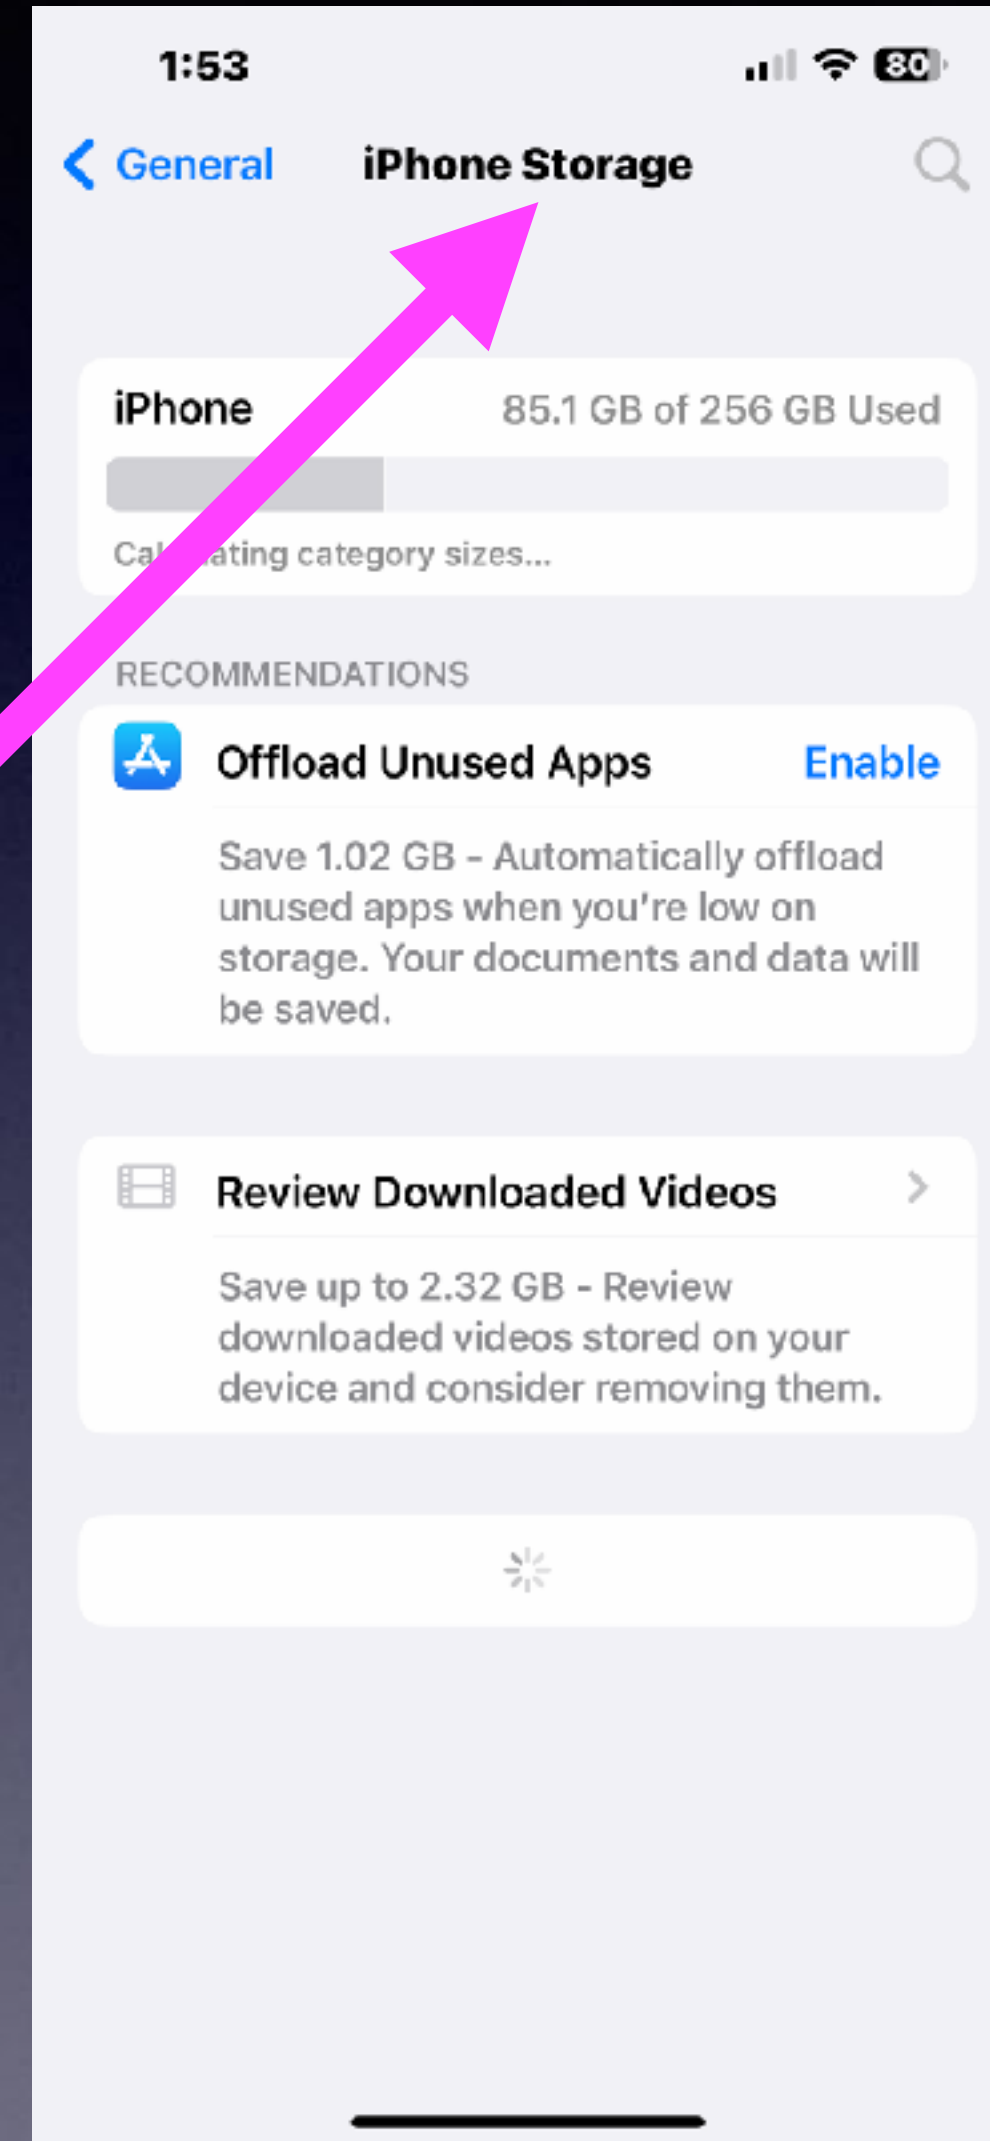 1:53
80
General
iPhone Storage
iPhone
85.1 GB of 256 GB Used
category sizes...
RECOMMENDATIONS
Offload Unused Apps
Enable
Save 1.02 GB – Automatically offload
unused apps when you're low on
storage. Your documents and data will
be saved.
Review Downloaded Videos
Save up to 2.32 GB - Review
downloaded videos stored on your
device and consider removing them.